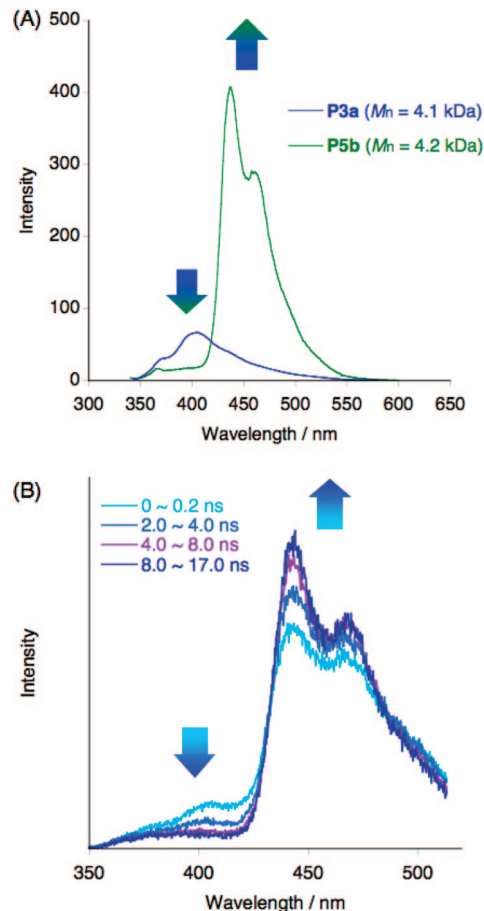 (A)
500
400
300
200
100
0
Intensity
P3a (Mn = 4.1 kDa)
P5b (Mn = 4.2 kDa)
300 350 400 450 500 550 600 650
Wavelength / nm
(B)
0 ~ 0.2 ns
2.0 ~ 4.0 ns
4.0 ~ 8.0 ns
8.0 ~ 17.0 ns
Intensity
350 400 450 500
Wavelength / nm